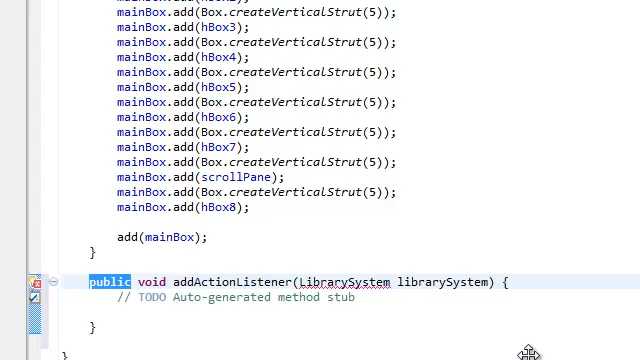 mainBox.add(Box.createVerticalStrut(5));
mainBox.add(hBox3);
mainBox.add(Box.createVerticalStrut(5));
mainBox.add(hBox4);
mainBox.add(Box.createVerticalStrut(5));
mainBox.add(hBox5);
mainBox.add(Box.createVerticalStrut(5));
mainBox.add(hBox6);
mainBox.add(Box.createVerticalStrut(5));
mainBox.add(hBox7);
mainBox.add(Box.createVerticalStrut(5));
mainBox.add(scrollPane);
mainBox.add(Box.createVerticalStrut(5));
mainBox.add(hBox8);
add(mainBox);
}
public void addActionListener(LibrarySystem librarySystem) {
// TODO Auto-generated method stub
}
}